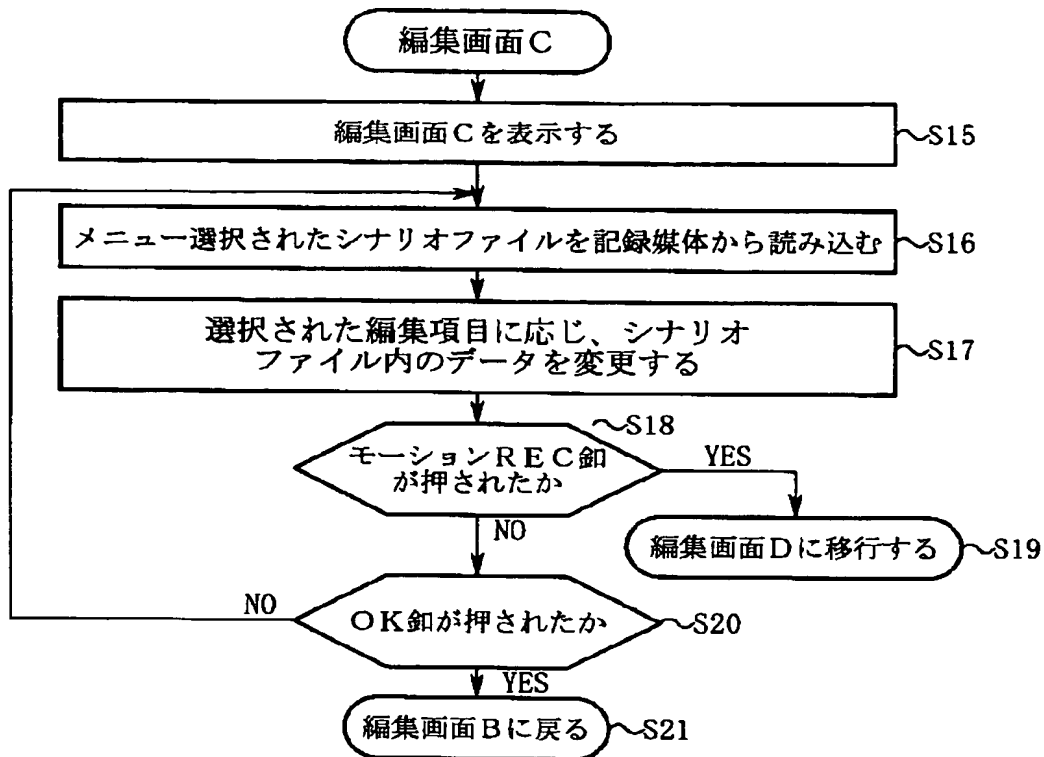 編集画面C
編集画面Cを表示する
S15
メニュー選択されたシナリオファイルを記録媒体から読み込む
S16
選択された編集項目に応じ、シナリオ
ファイル内のデータを変更する
S17
S18
モーションREC釦
が押されたか
YES
NO
編集画面Dに移行する
S19
NO
OK釦が押されたか
S20
YES
編集画面Bに戻る
S21